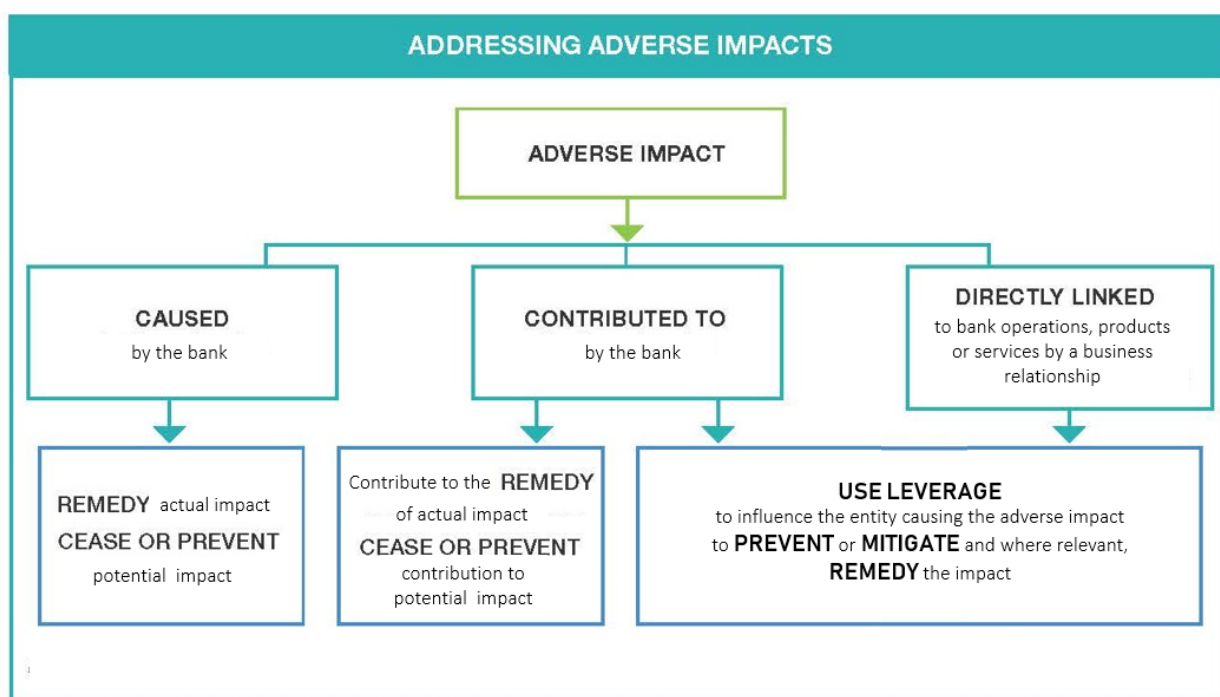 ADDRESSING ADVERSE IMPACTS
ADVERSE IMPACT
CAUSED
by the bank
CONTRIBUTED TO
by the bank
DIRECTLY LINKED
to bank operations, products
or services by a business
relationship
REMEDY actual impact
CEASE OR PREVENT
potential impact
Contribute to the REMEDY
of actual impact
CEASE OR PREVENT
contribution to
potential impact
USE LEVERAGE
to influence the entity causing the adverse impact
to PREVENT or MITIGATE and where relevant,
REMEDY the impact